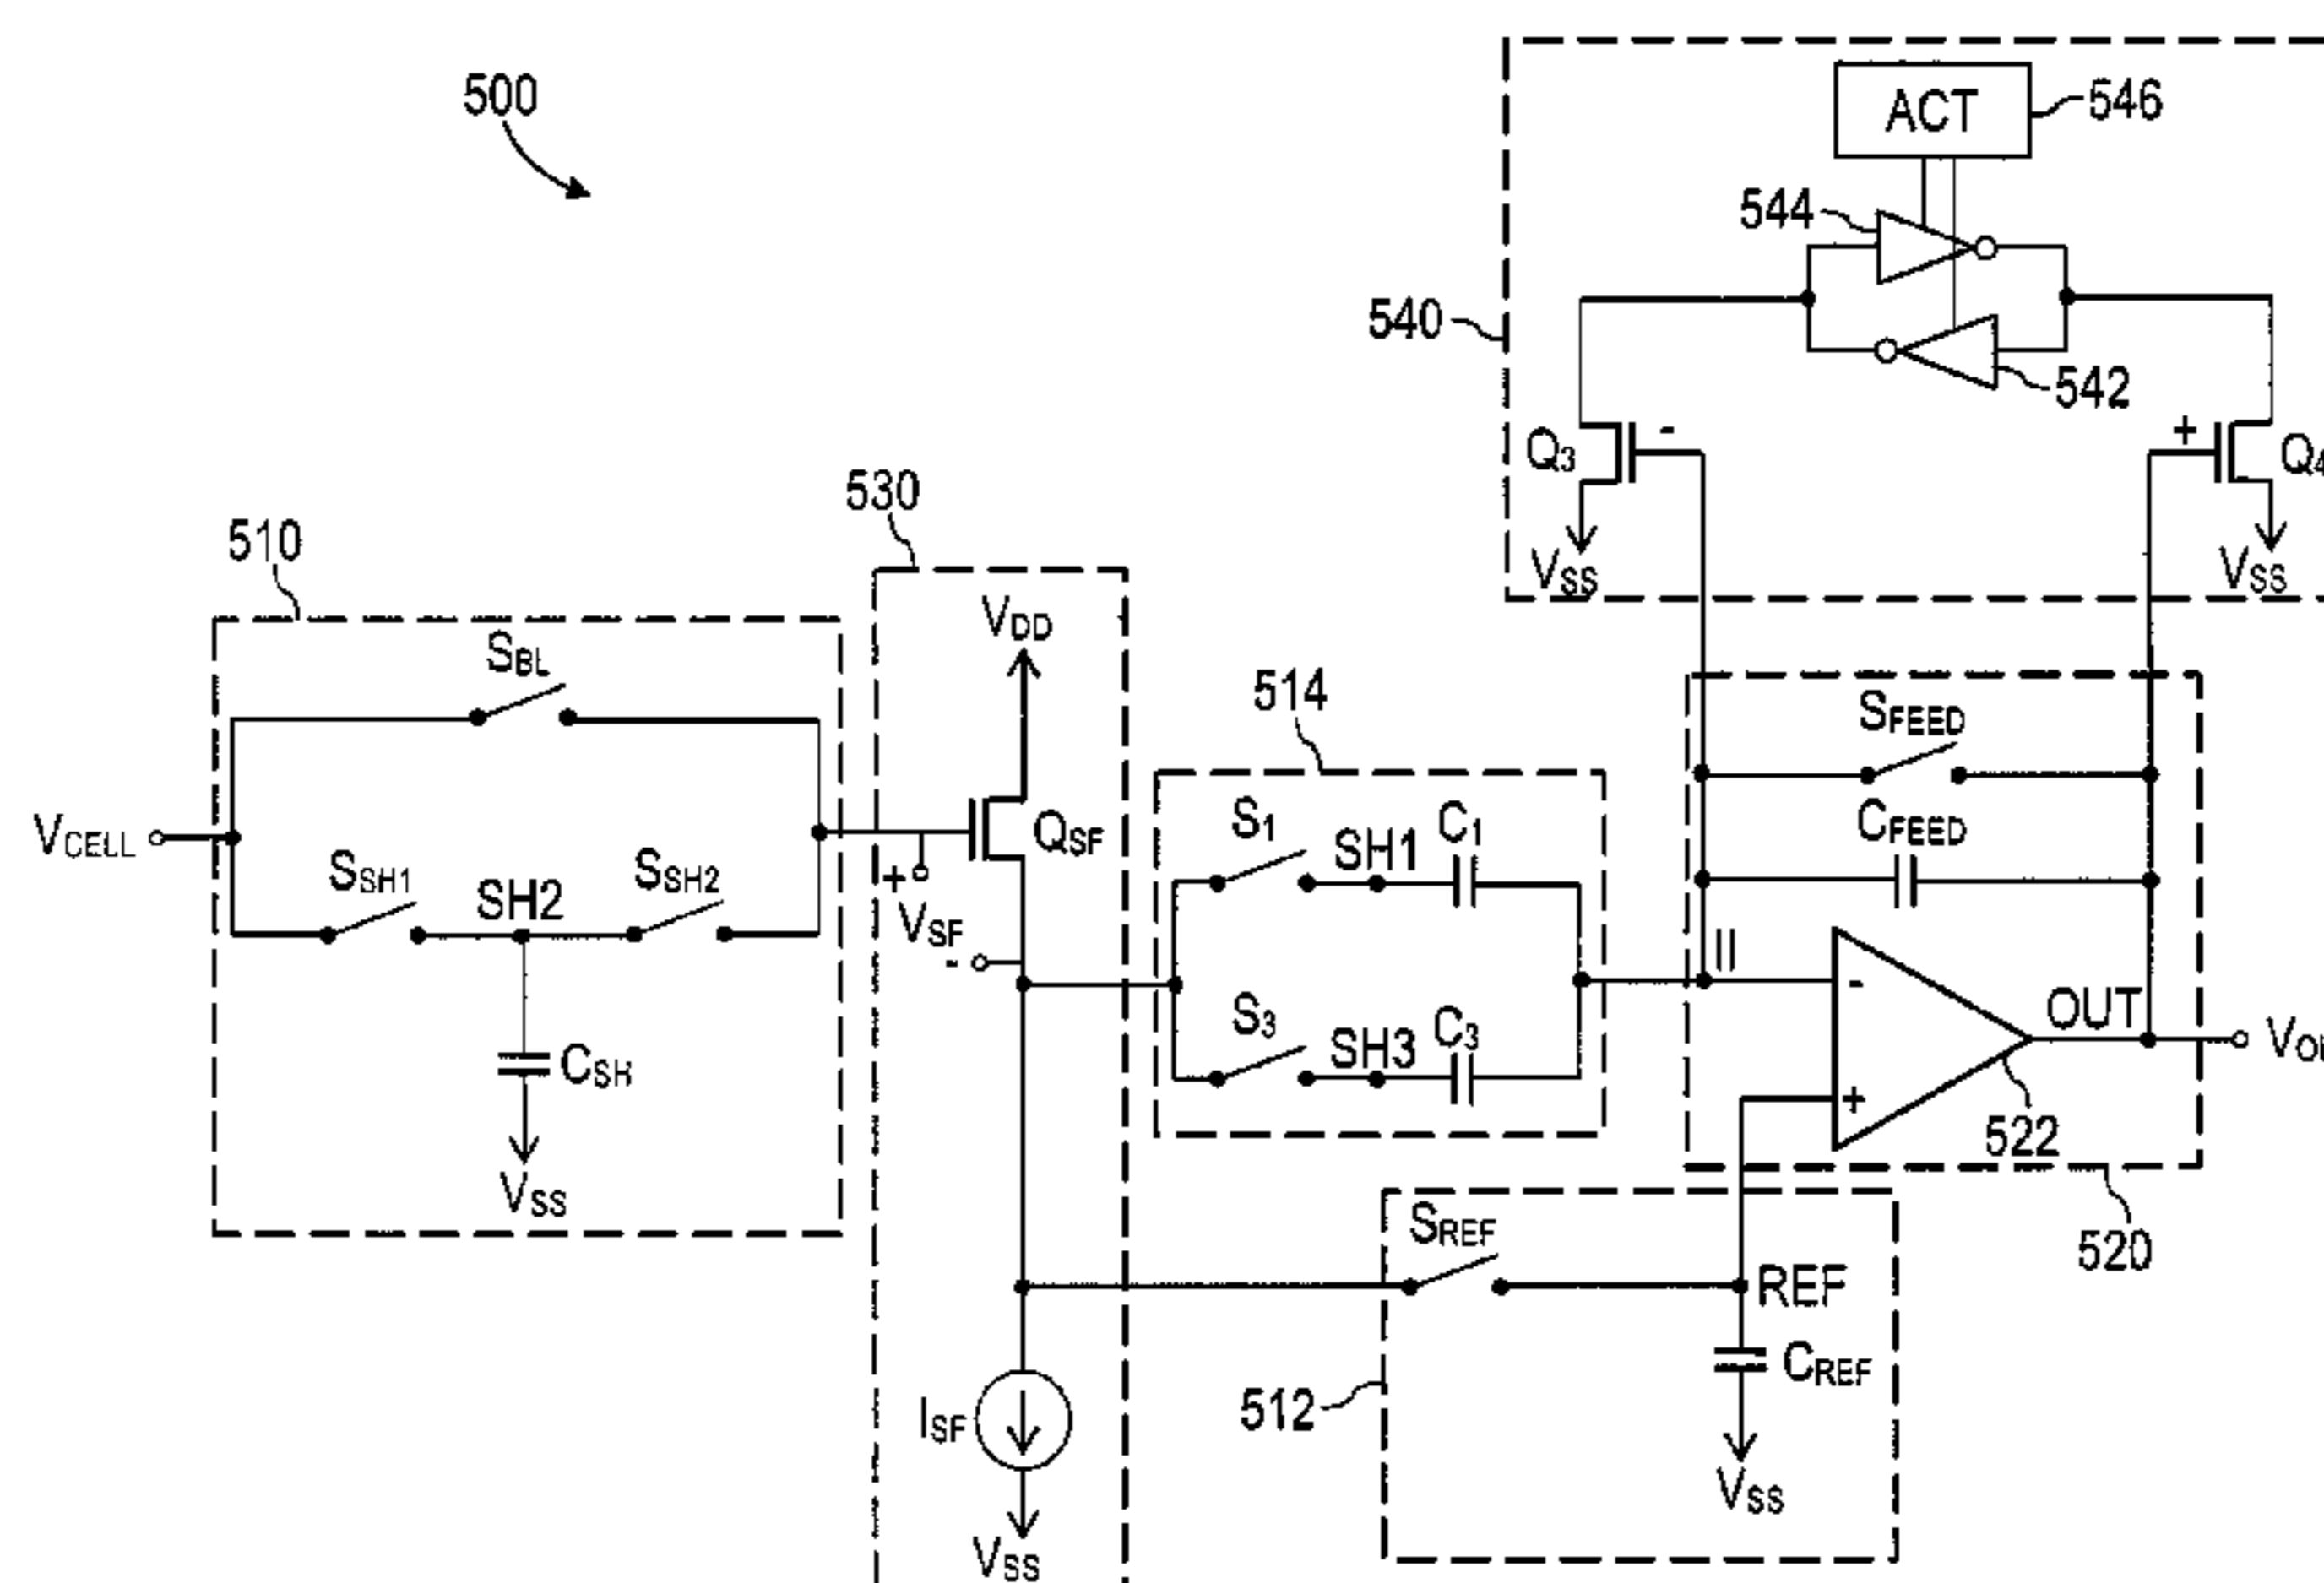 500
ACT
546
544
540
542
Q3
-
+
Q4
VSS
VSS
530
510
VDD
SBL
514
SFEED
S1
SH1
C1
CFEED
VCELL
QSF
+
VSF
-
SSH1
SH2
SSH2
II
-
OUT
S3
SH3
C3
CSH
+
522
VSS
SREF
520
REF
CREF
512
ISF
VSS
VSS